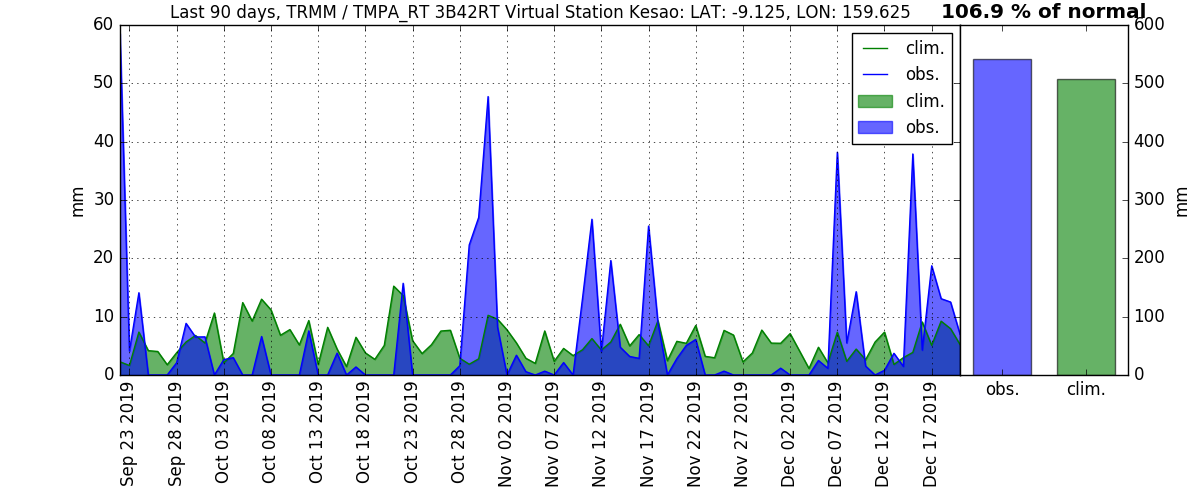 Last 90 days, TRMM / TMPA_RT 3B42RT Virtual Station Kesao: LAT: -9.125, LON: 159.625
106.9 % of normal
60
50
40
30
20
10
0
mm
clim.
obs.
clim.
obs.
600
500
400
300
200
100
0
mm
obs.
clim.
Sep 23 2019
Sep 28 2019
Oct 03 2019
Oct 08 2019
Oct 13 2019
Oct 18 2019
Oct 23 2019
Oct 28 2019
Nov 02 2019
Nov 07 2019
Nov 12 2019
Nov 17 2019
Nov 22 2019
Nov 27 2019
Dec 02 2019
Dec 07 2019
Dec 12 2019
Dec 17 2019